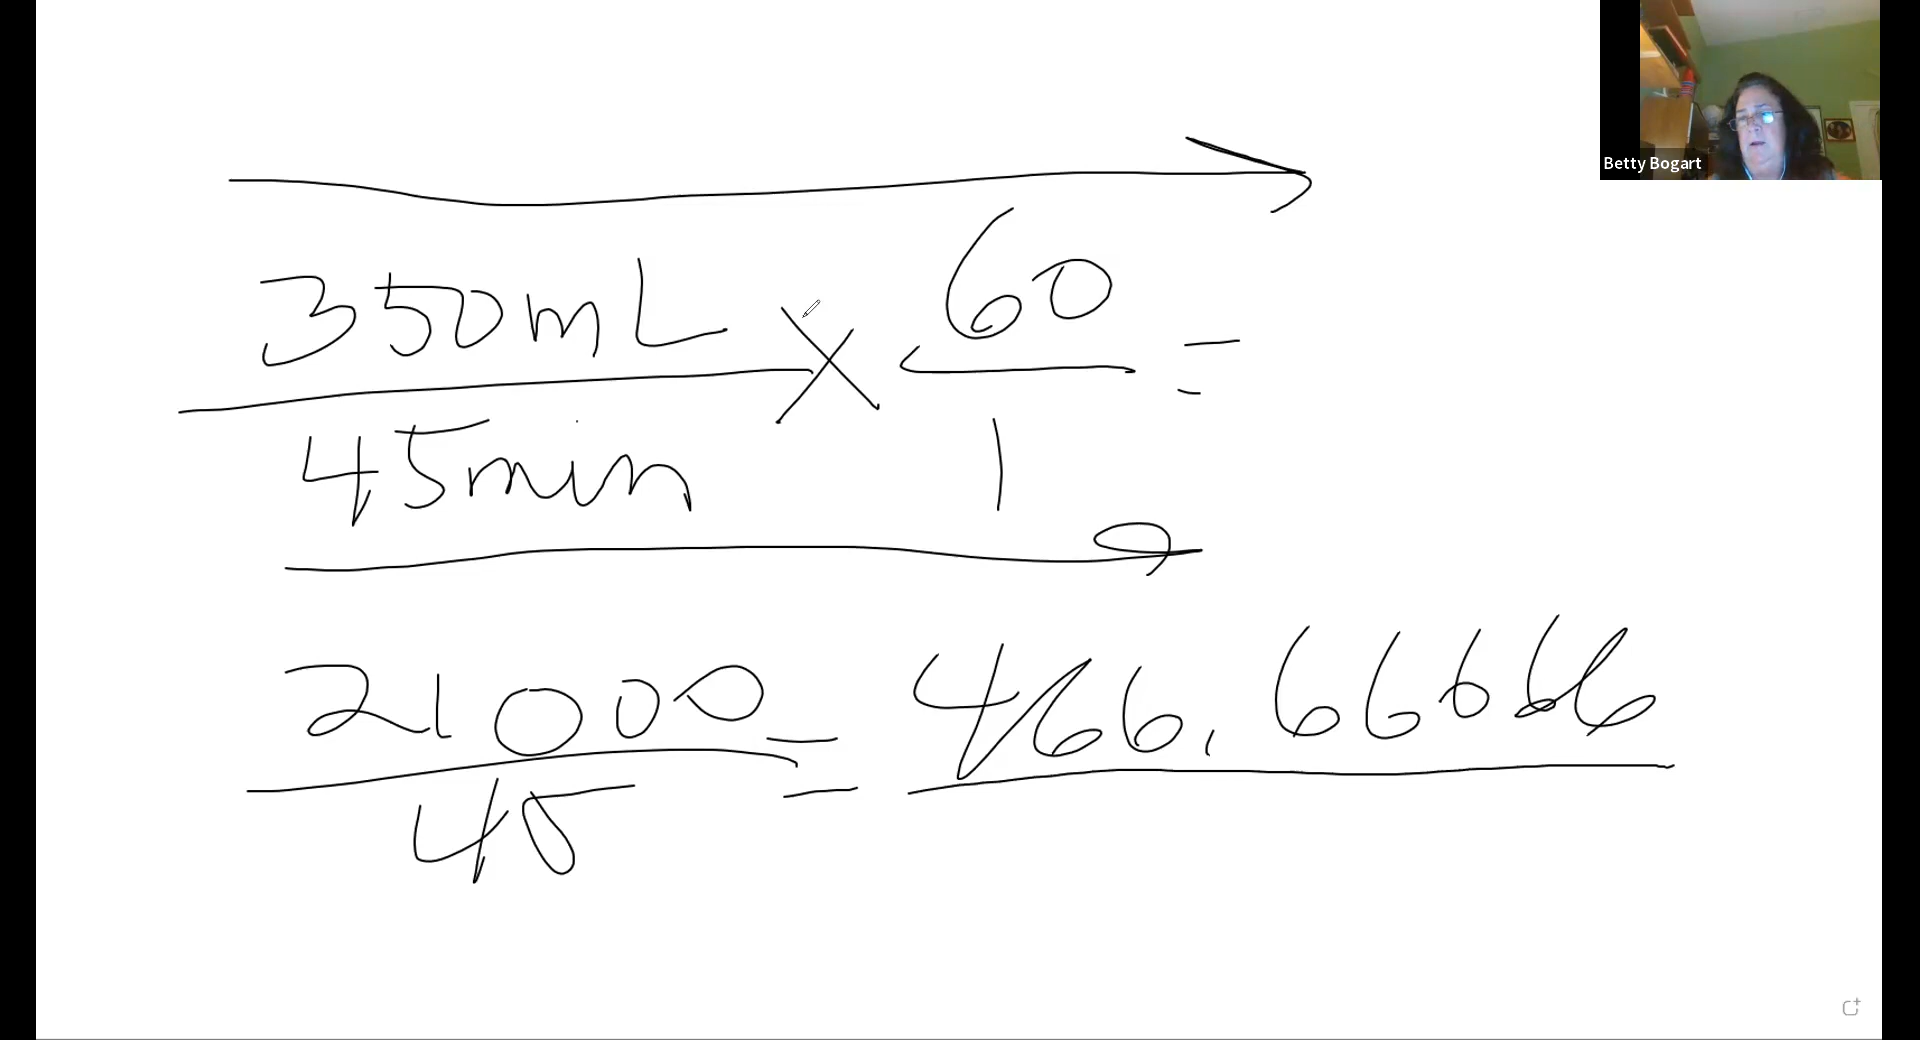 Betty Bogart
350mL × 60 =
45min 1
21000 = 466.66666
45